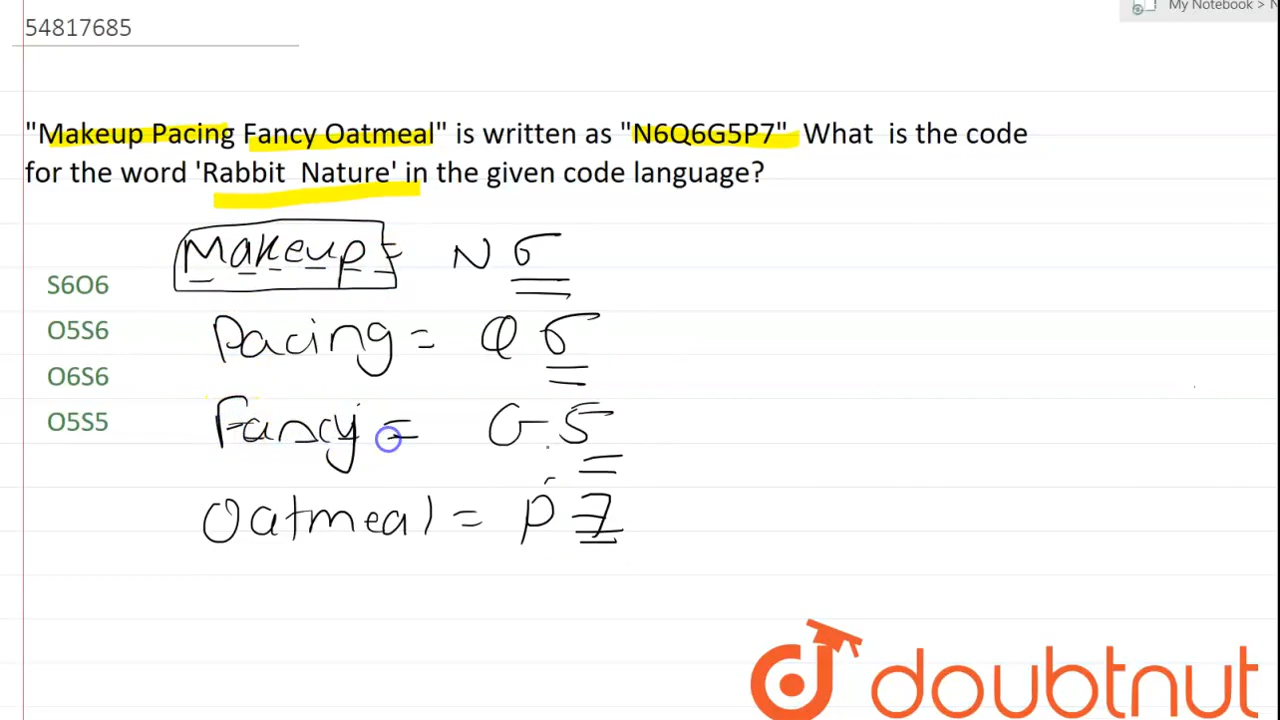 My Notebook > N
54817685
"Makeup Pacing Fancy Oatmeal" is written as "N6Q6G5P7" What is the code
for the word 'Rabbit Nature' in the given code language?
Makeup = N 6
S6O6
Pacing = Q 6
O5S6
O6S6
Fancy = G 5
O5S5
Oatmeal = P 7
doubtnut